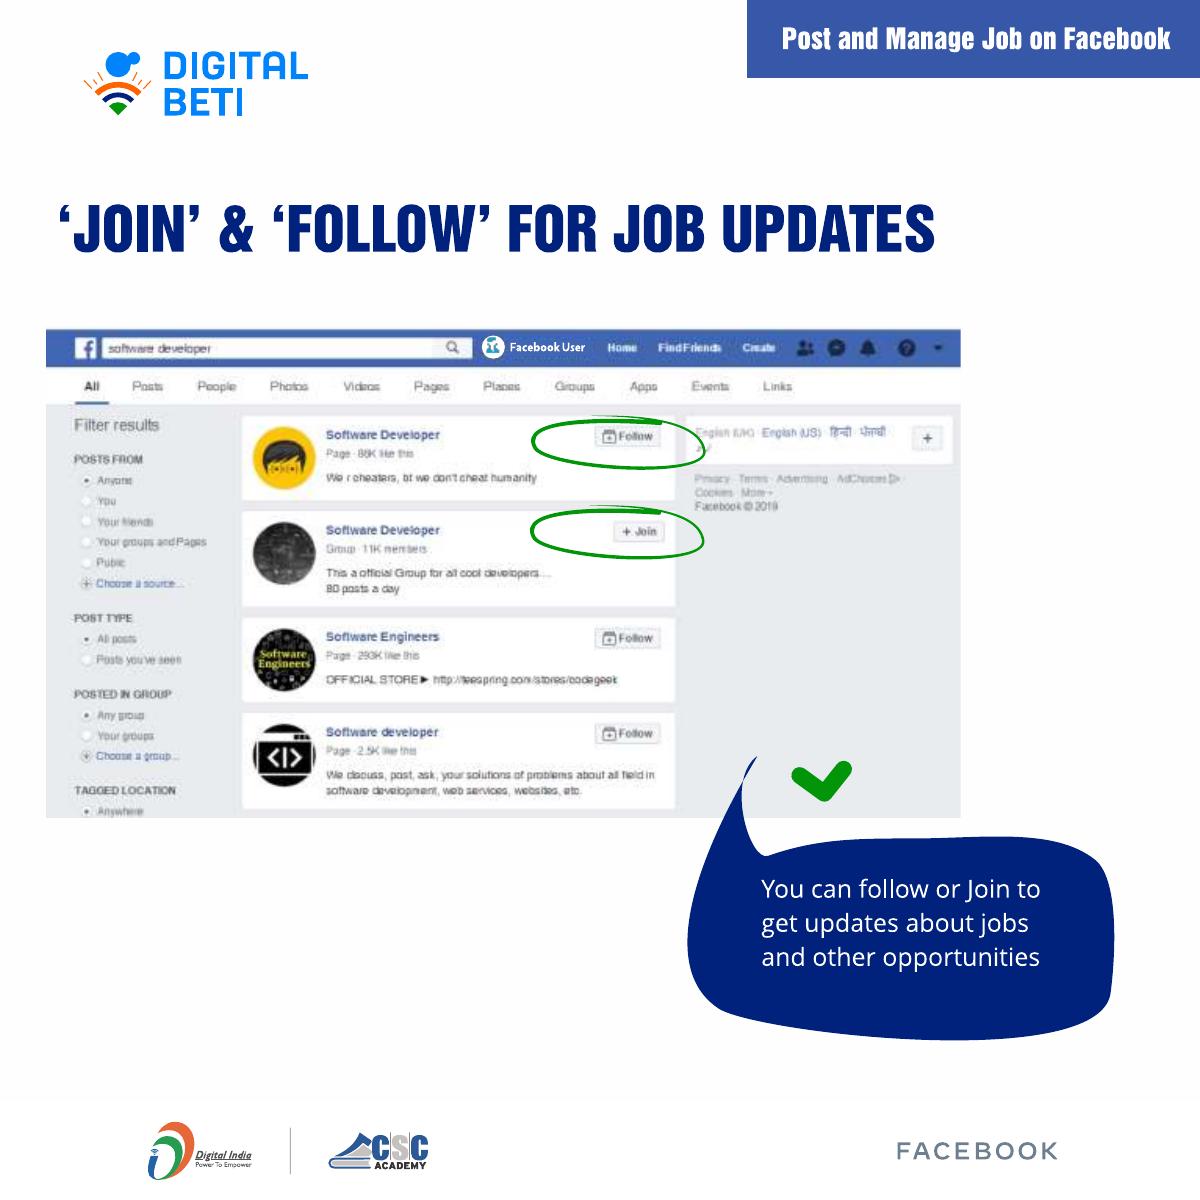 Post and Manage Job on Facebook
DIGITAL
BETI
‘JOIN’ & ‘FOLLOW’ FOR JOB UPDATES
software developer
Facebook User
Home
Find Friends
Create
All
Posts
People
Photos
Videos
Pages
Places
Groups
Apps
Events
Links
Filter results
POSTS FROM
Anyone
You
Your friends
Your groups and Pages
Public
Choose a source...
POST TYPE
All posts
Posts you've seen
POSTED IN GROUP
Any group
Your groups
Choose a group...
TAGGED LOCATION
Anywhere
Software Developer
Follow
Page · 88K like this
We r cheaters, bt we don't cheat humanity
Software Developer
+ Join
Group · 11K members
This a official Group for all cool developers....
80 posts a day
Software Engineers
Follow
Page · 293K like this
Software
Engineers
OFFICIAL STORE► http://teespring.com/stores/codegeek
Software developer
Follow
Page · 2.5K like this
We discuss, post, ask, your solutions of problems about all field in
software development, web services, websites, etc.
English (UK) · English (US) · हिन्दी · ਪੰਜਾਬੀ
+
Privacy · Terms · Advertising · AdChoices
Cookies · More
Facebook © 2019
You can follow or Join to
get updates about jobs
and other opportunities
Digital India
Power To Empower
CSC
ACADEMY
FACEBOOK